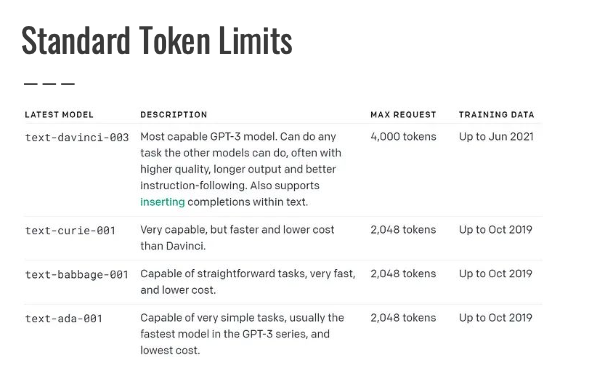 Standard Token Limits
LATEST MODEL DESCRIPTION MAX REQUEST TRAINING DATA
text-davinci-003 Most capable GPT-3 model. Can do any 4,000 tokens Up to Jun 2021
task the other models can do, often with
higher quality, longer output and better
instruction-following. Also supports
inserting completions within text.
text-curie-001 Very capable, but faster and lower cost 2,048 tokens Up to Oct 2019
than Davinci.
text-babbage-001 Capable of straightforward tasks, very fast, 2,048 tokens Up to Oct 2019
and lower cost.
text-ada-001 Capable of very simple tasks, usually the 2,048 tokens Up to Oct 2019
fastest model in the GPT-3 series, and
lowest cost.